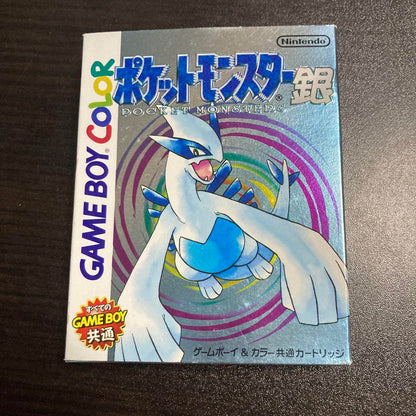 Nintendo
ポケットモンスター銀
POCKET MONSTERS
GAME BOY COLOR
すべての
GAME BOY
共通
ゲームボーイ & カラー共通カートリッジ